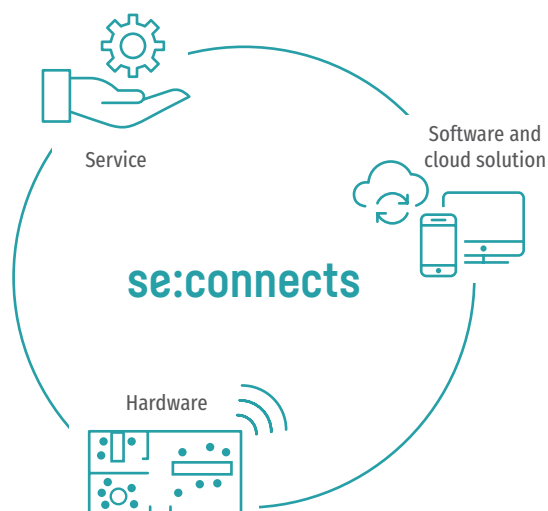 Service
Software and
cloud solution
se:connects
Hardware